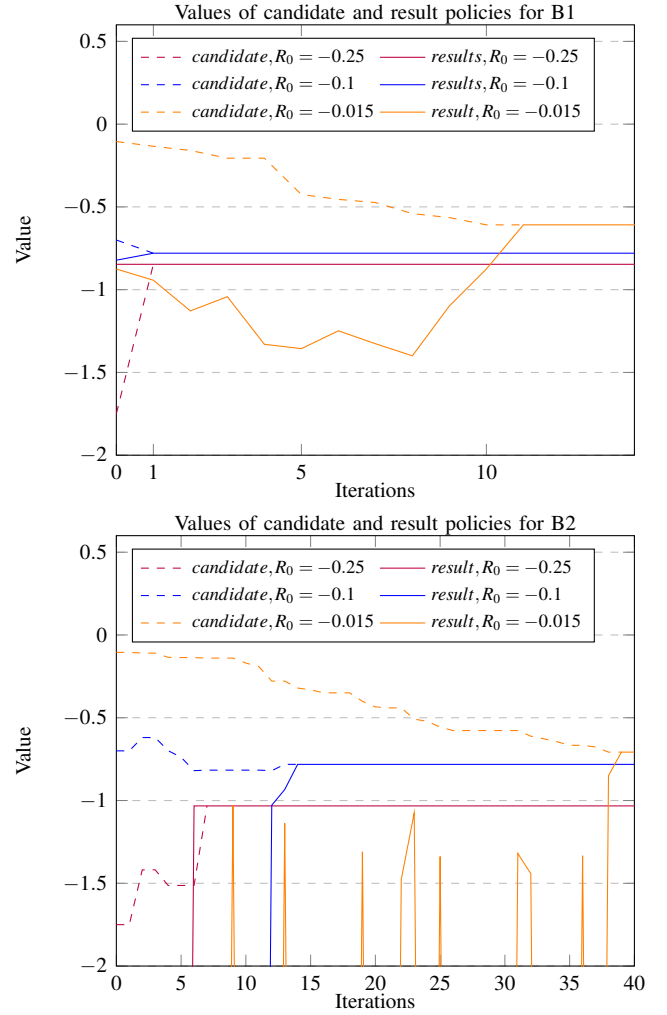 Values of candidate and result policies for B1
0.5
candidate, R0 = −0.25 results, R0 = −0.25
candidate, R0 = −0.1 results, R0 = −0.1
candidate, R0 = −0.015 result, R0 = −0.015
0
−0.5
−1
−1.5
−2
Value
0 1 5 10
Iterations
Values of candidate and result policies for B2
0.5
candidate, R0 = −0.25 result, R0 = −0.25
candidate, R0 = −0.1 result, R0 = −0.1
candidate, R0 = −0.015 result, R0 = −0.015
0
−0.5
−1
−1.5
−2
Value
0 5 10 15 20 25 30 35 40
Iterations